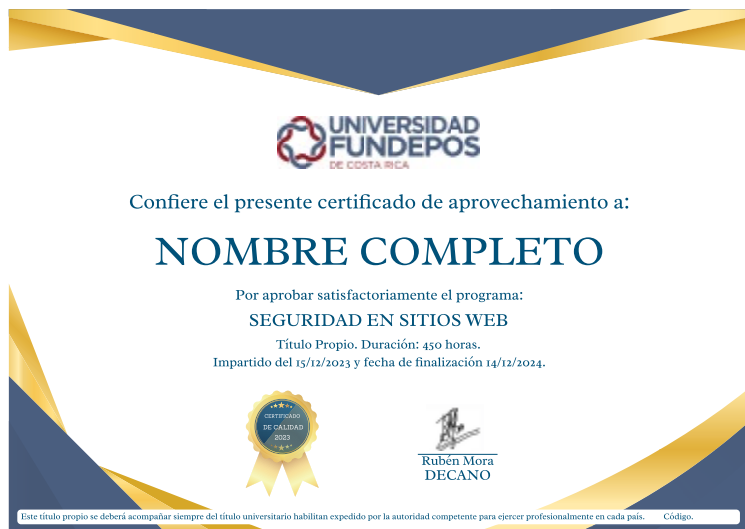 UNIVERSIDAD
FUNDEPOS
DE COSTA RICA
Confiere el presente certificado de aprovechamiento a:
NOMBRE COMPLETO
Por aprobar satisfactoriamente el programa:
SEGURIDAD EN SITIOS WEB
Título Propio. Duración: 450 horas.
Impartido del 15/12/2023 y fecha de finalización 14/12/2024.
CERTIFICADO
DE CALIDAD
2023
Rubén Mora
DECANO
Este título propio se deberá acompañar siempre del título universitario habilitan expedido por la autoridad competente para ejercer profesionalmente en cada país. Código.